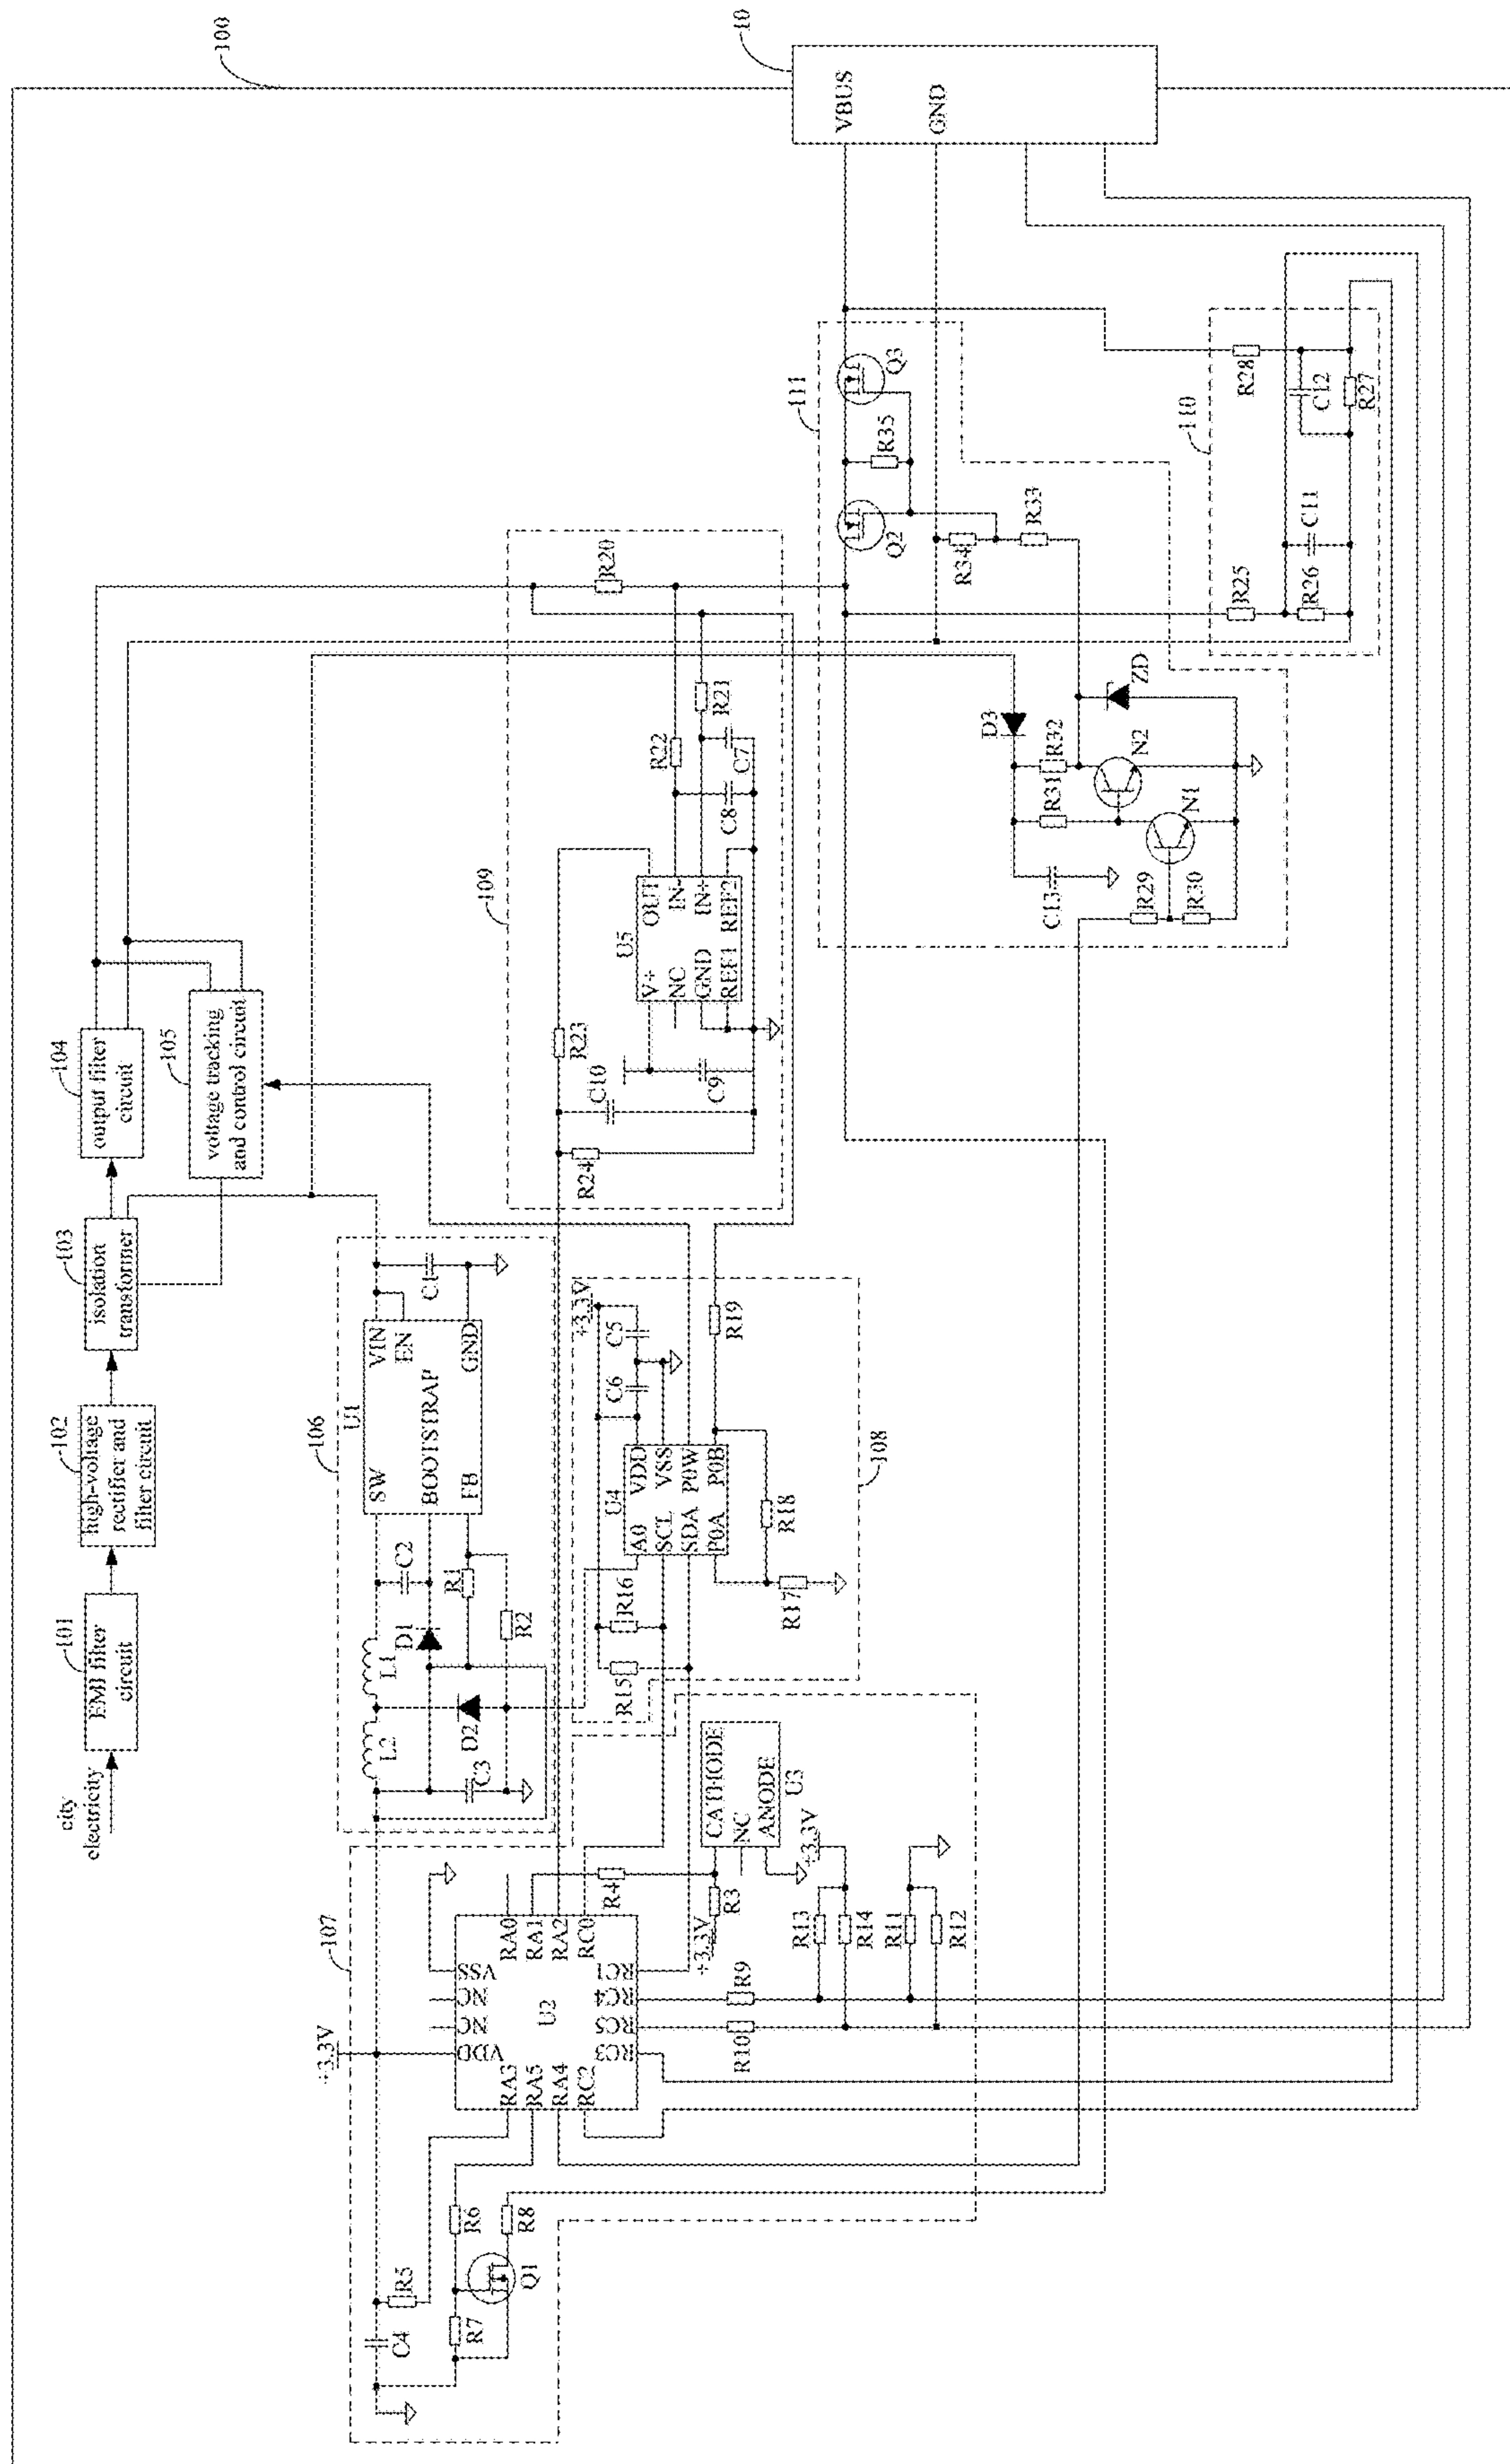 100
10
VBUS
GND
city
electricity
101
EMI filter
circuit
102
high-voltage
rectifier and
filter circuit
103
isolation
transformer
104
output filter
circuit
105
voltage tracking
and control circuit
106
L2
L1
D1
C2
D2
C3
R1
R2
U1
SW
BOOTSTRAP
FB
VIN
EN
GND
C1
107
+3.3V
C4
R5
R7
R6
Q1
R8
U2
VDD
NC
NC
VSS
RA3
RA5
RA4
RC2
RA0
RA1
RA2
RC0
RC3
RC5
RC4
RC1
R4
R3
+3.3V
CATHODE
NC
ANODE
U3
+3.3V
R10
R9
R13
R14
R11
R12
108
+3.3V
R15
R16
C6
C5
U4
A0
SCL
SDA
P0A
VDD
VSS
P0W
P0B
R17
R18
R19
109
R24
C10
R23
C9
U5
V+
NC
GND
REF1
OUT
IN-
IN+
REF2
C8
C7
R22
R21
R20
111
Q2
R35
Q3
R34
R33
D3
C13
R31
R32
R29
R30
N1
N2
ZD
110
R25
R26
C11
R28
C12
R27